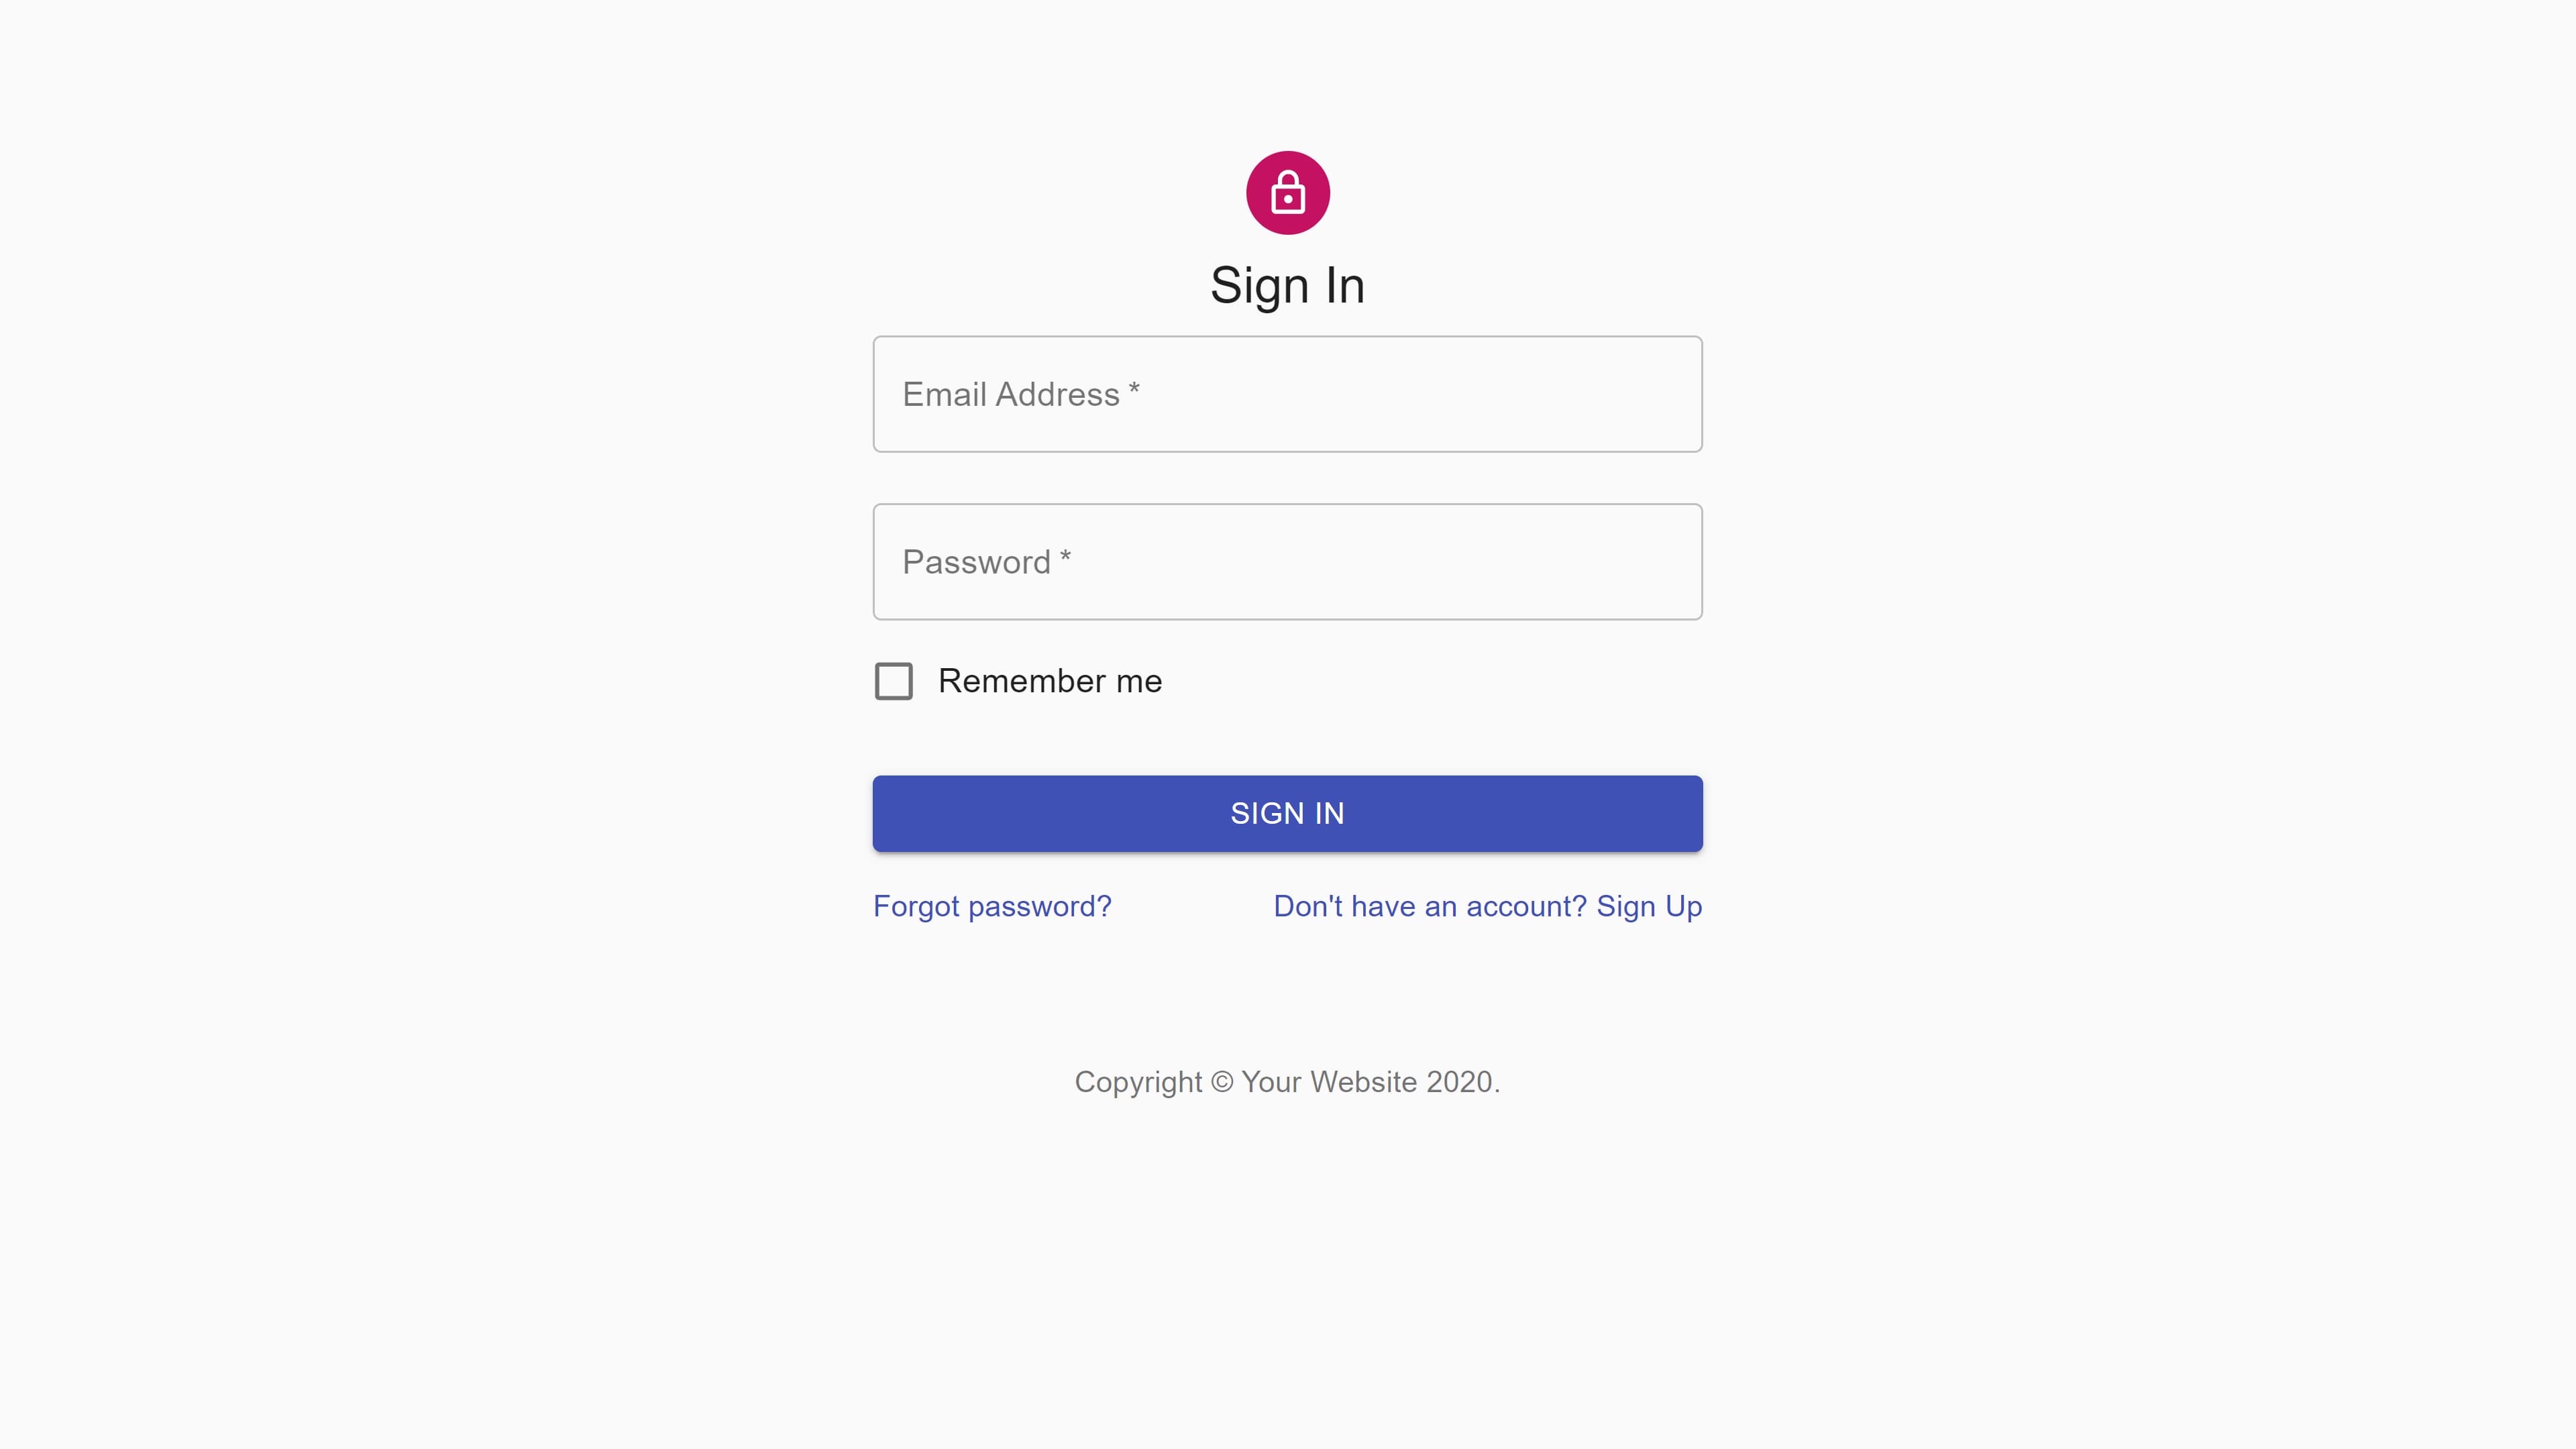 Sign In
Email Address *
Password *
Remember me
SIGN IN
Forgot password?
Don't have an account? Sign Up
Copyright © Your Website 2020.